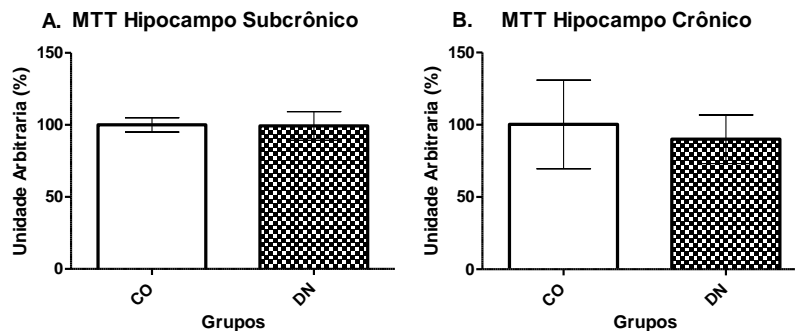 A. MTT Hipocampo Subcrônico
Unidade Arbitraria (%)
150
100
50
0
CO
DN
Grupos
B. MTT Hipocampo Crônico
Unidade Arbitraria (%)
150
100
50
0
CO
DN
Grupos